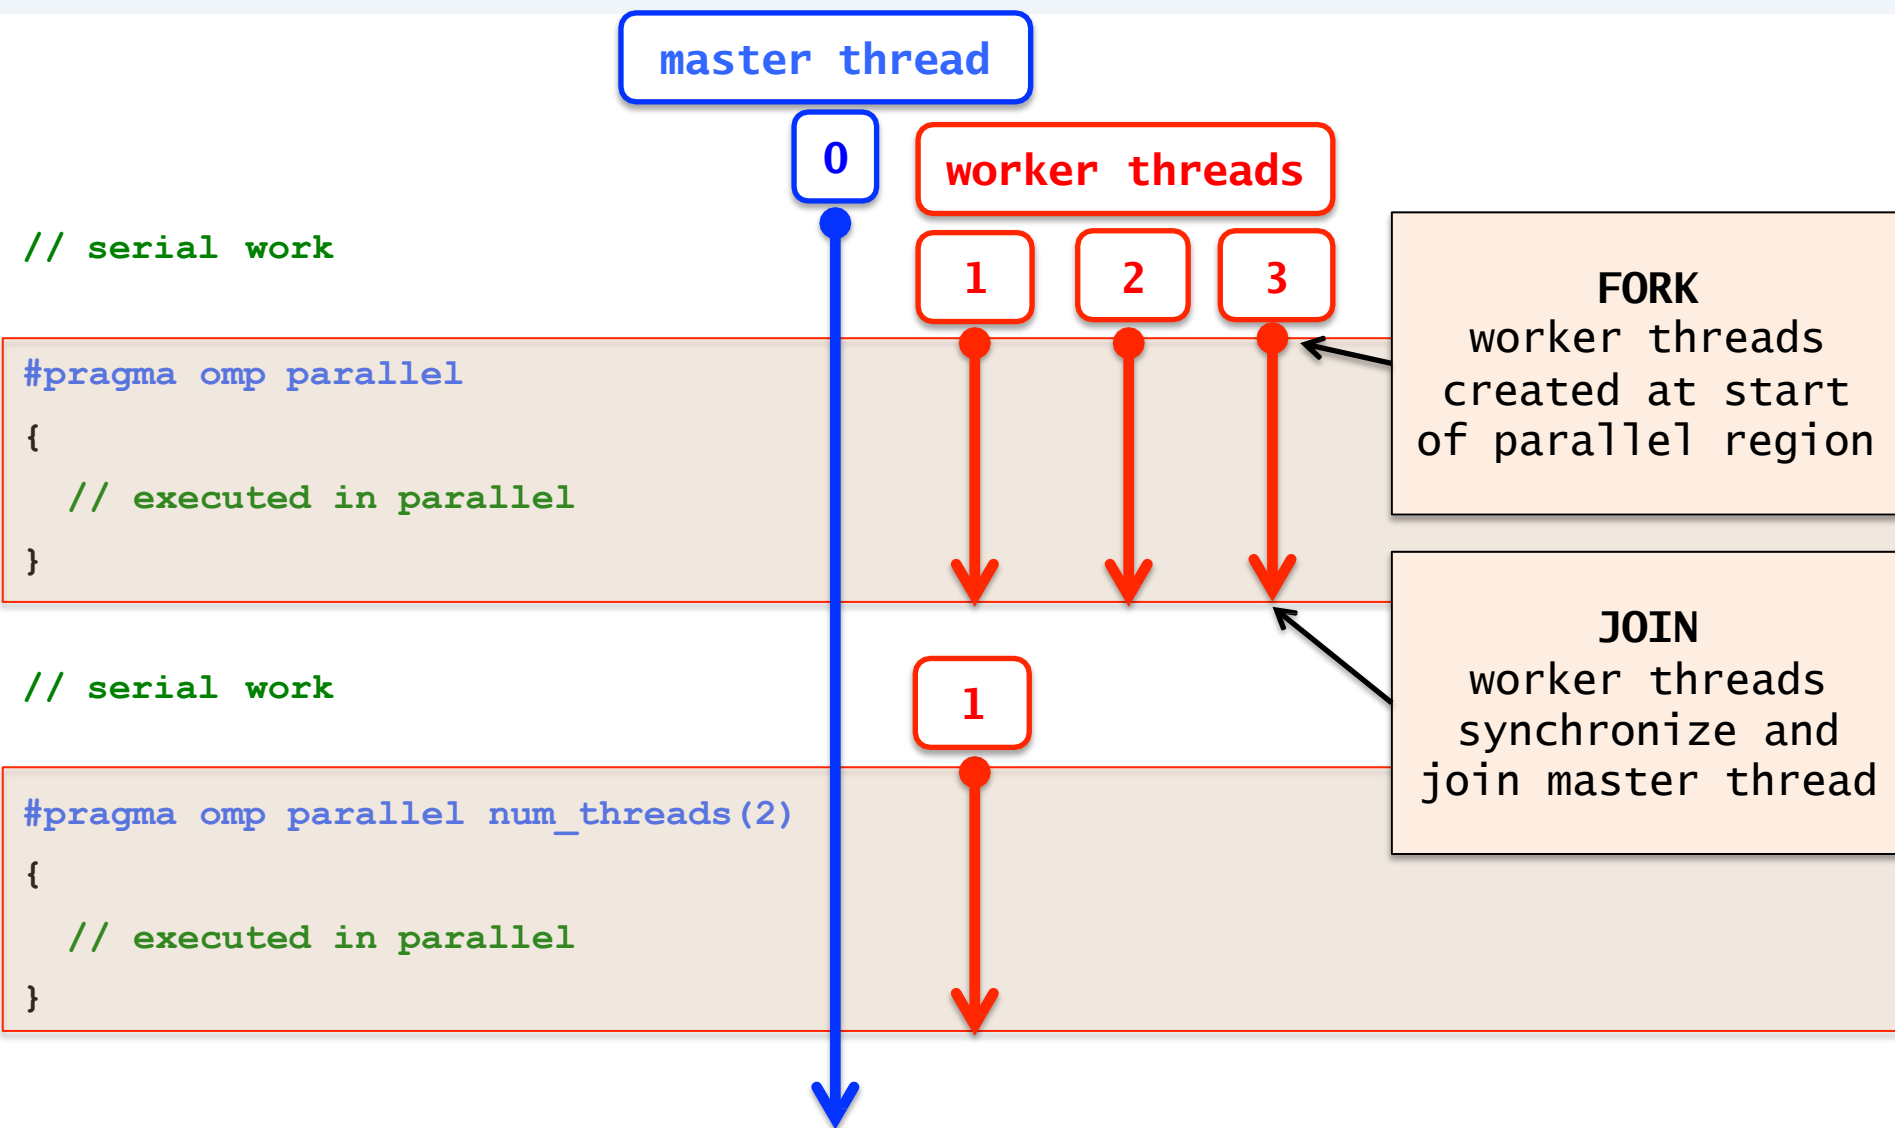 master thread
0
worker threads
// serial work
1
2
3
FORK
worker threads
created at start
of parallel region
#pragma omp parallel
{
// executed in parallel
}
JOIN
worker threads
synchronize and
join master thread
// serial work
1
#pragma omp parallel num_threads(2)
{
// executed in parallel
}